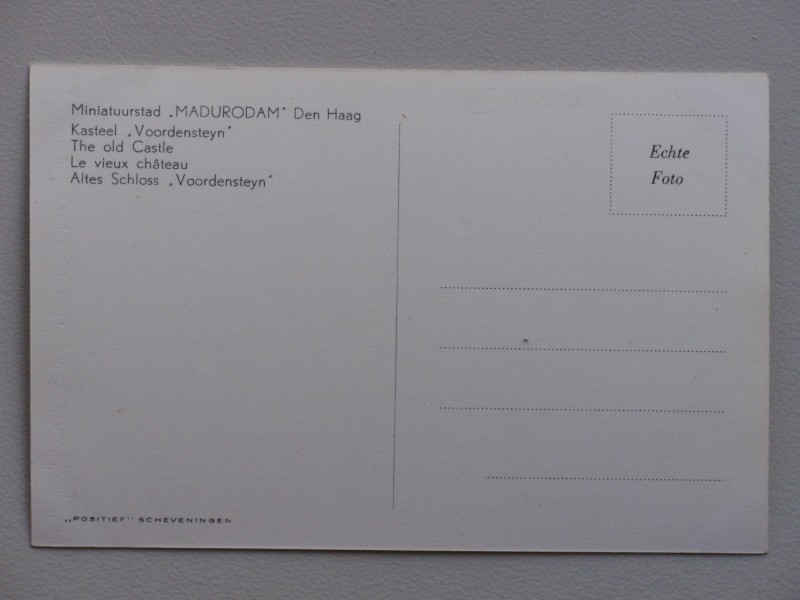 Miniatuurstad „MADURODAM" Den Haag
Kasteel „Voordensteyn"
The old Castle
Le vieux château
Altes Schloss „Voordensteyn"
Echte
Foto
„POSITIEF" SCHEVENINGEN